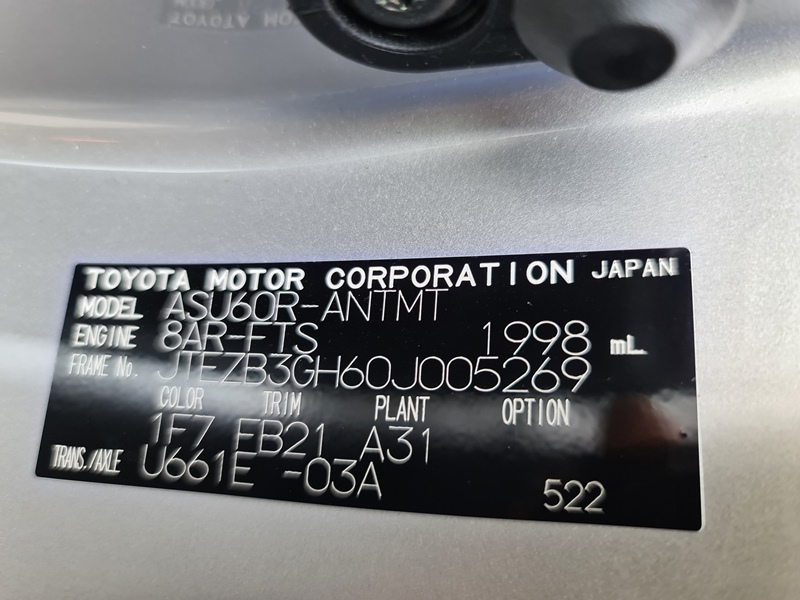 TOYOTA MOTOR CORPORATION JAPAN
MODEL ASU60R-ANTMT
ENGINE 8AR-FTS 1998 mL
FRAME No. JTEZB3GH60J005269
COLOR TRIM PLANT OPTION
1F7 FB21 A31
TRANS./AXLE U661E -03A
522